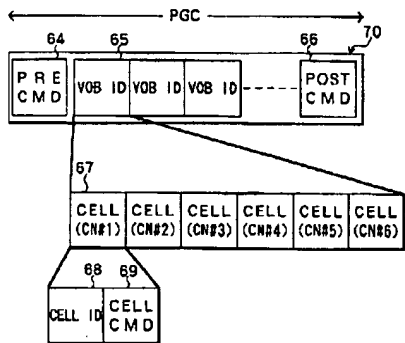 PGC
64 65 66 70
PRE CMD VOB ID VOB ID VOB ID POST CMD
67
CELL (CN#1) CELL (CN#2) CELL (CN#3) CELL (CN#4) CELL (CN#5) CELL (CN#6)
68 69
CELL ID CELL CMD